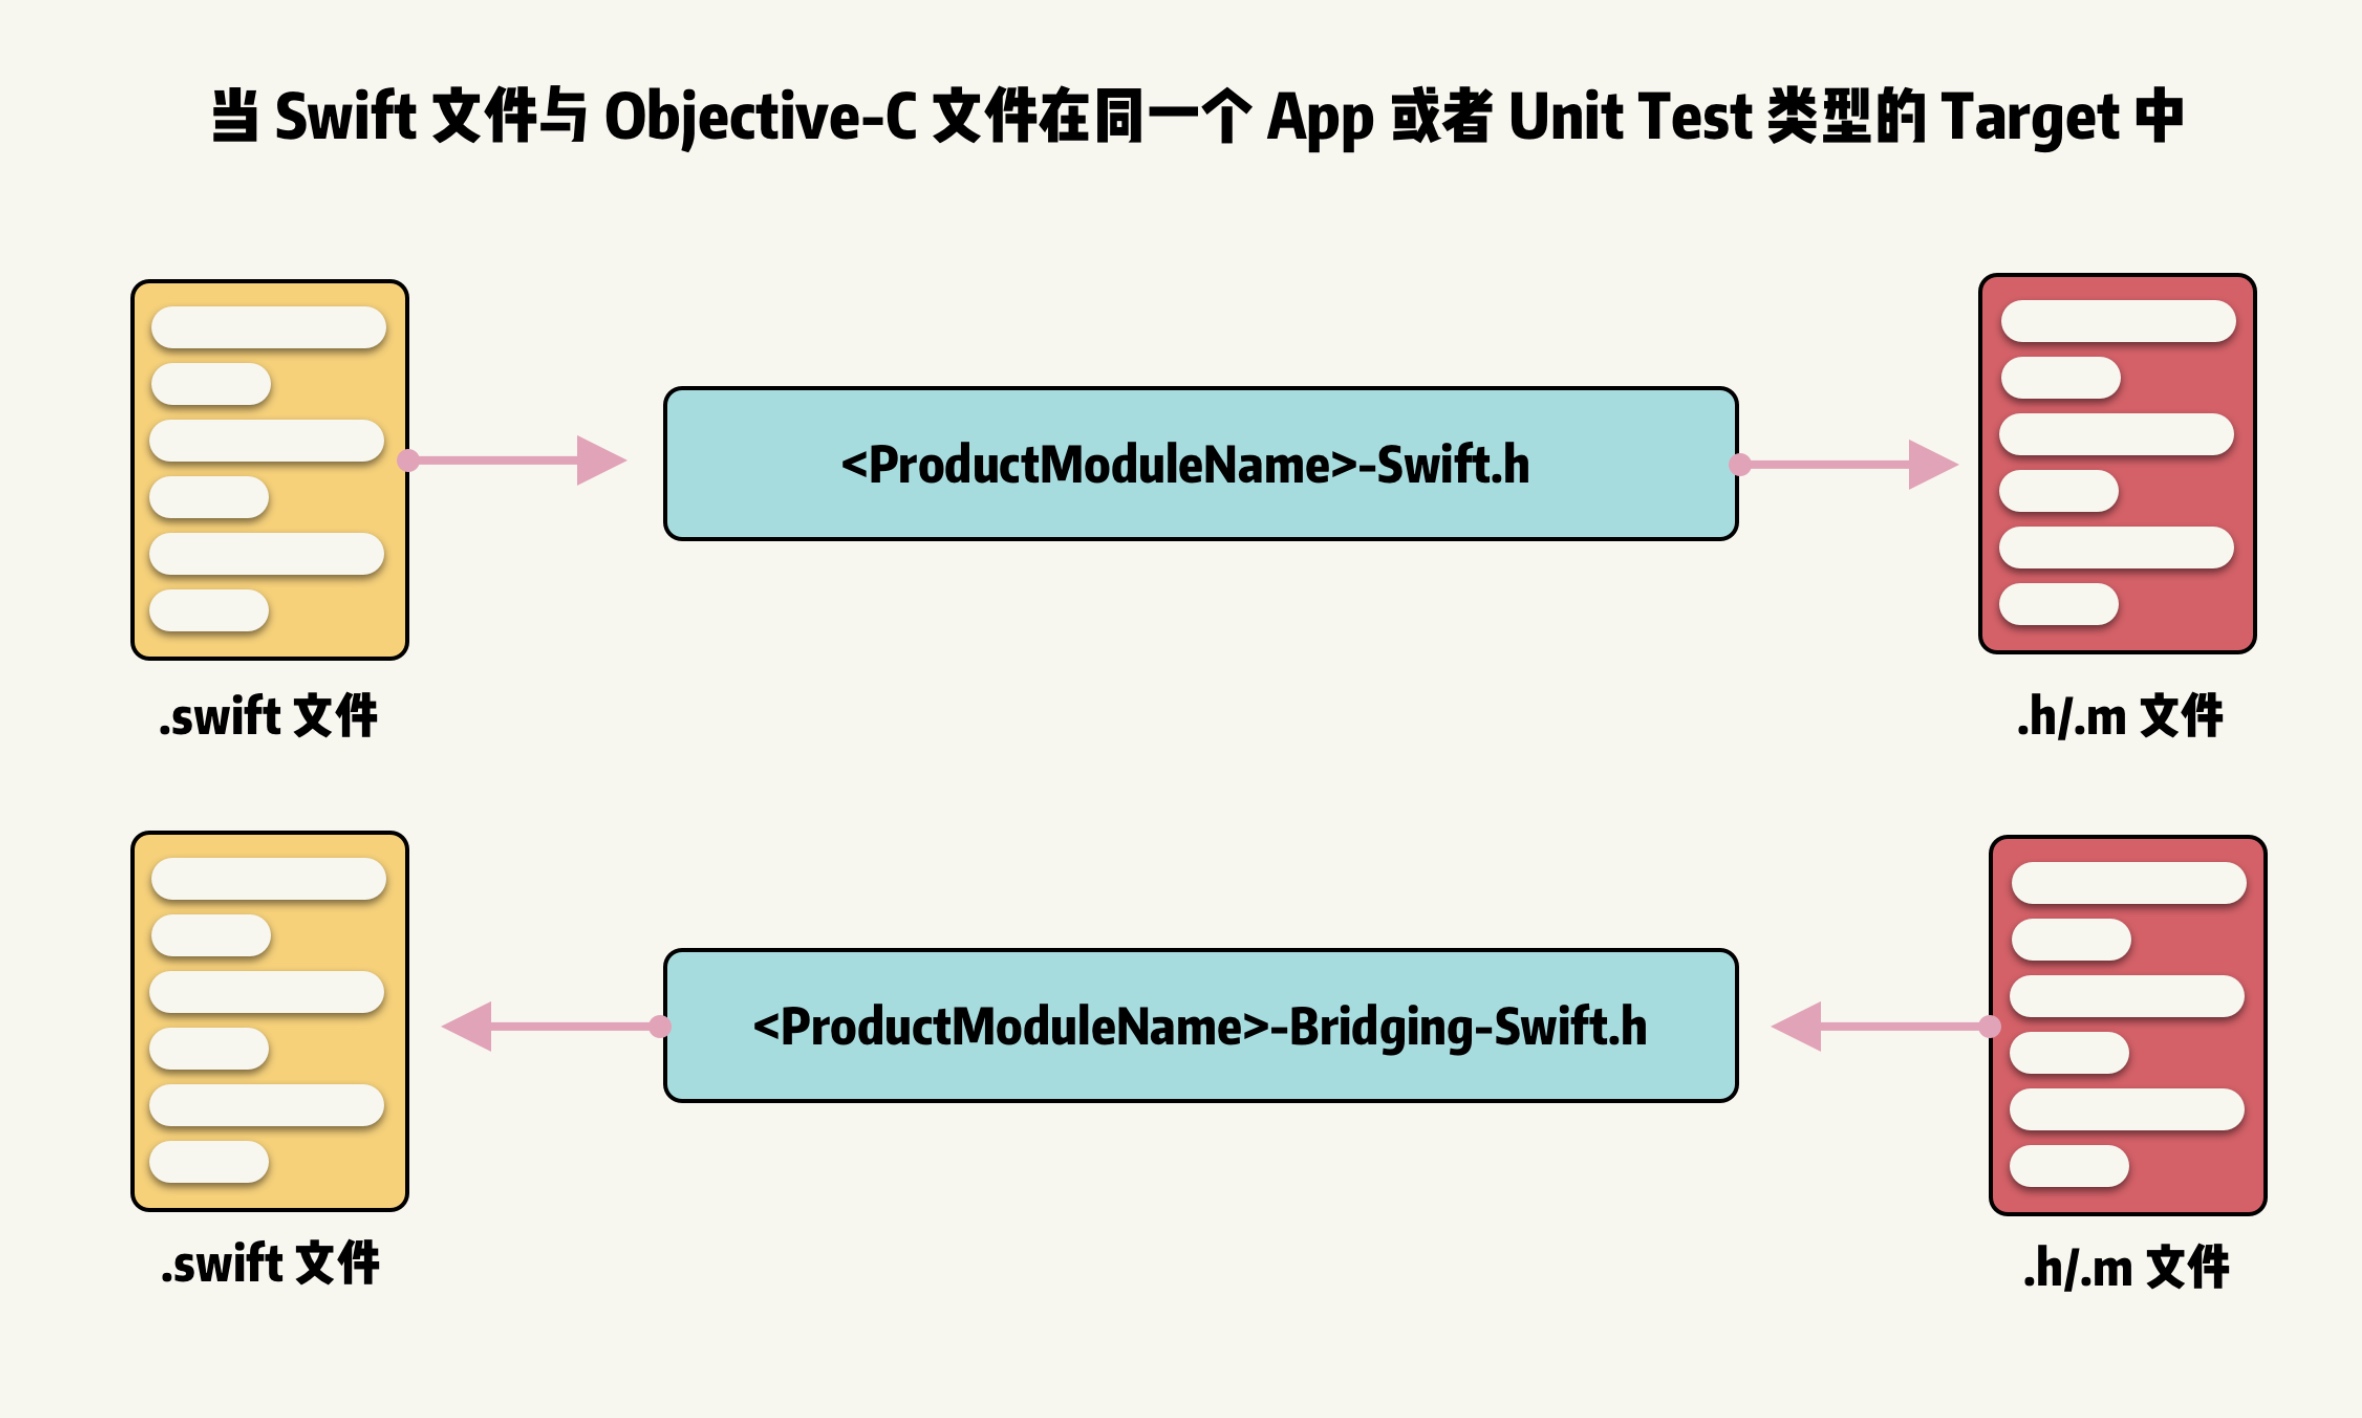 当 Swift 文件与 Objective-C 文件在同一个 App 或者 Unit Test 类型的 Target 中
<ProductModuleName>-Swift.h
.swift 文件
.h/.m 文件
<ProductModuleName>-Bridging-Swift.h
.swift 文件
.h/.m 文件